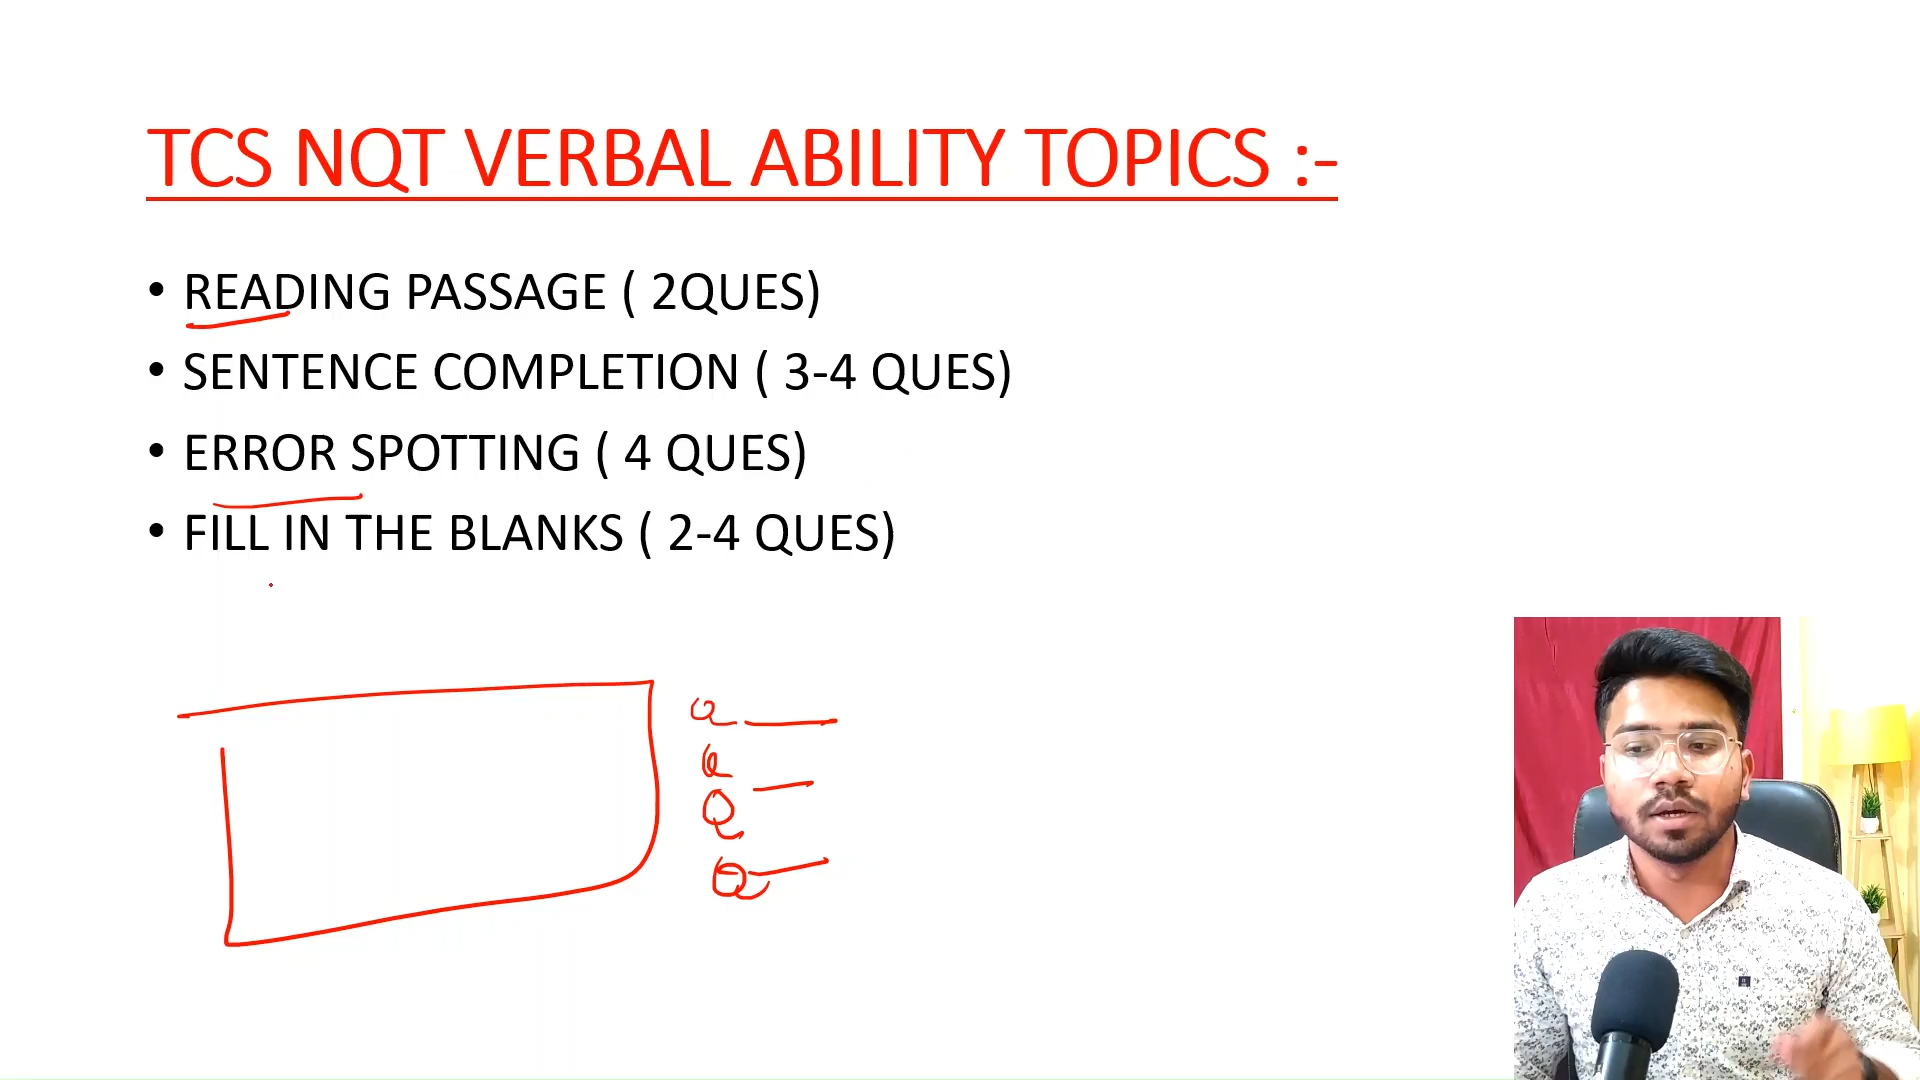 TCS NQT VERBAL ABILITY TOPICS :-
• READING PASSAGE ( 2QUES)
• SENTENCE COMPLETION ( 3-4 QUES)
• ERROR SPOTTING ( 4 QUES)
• FILL IN THE BLANKS ( 2-4 QUES)
Q
Q
Q
Q